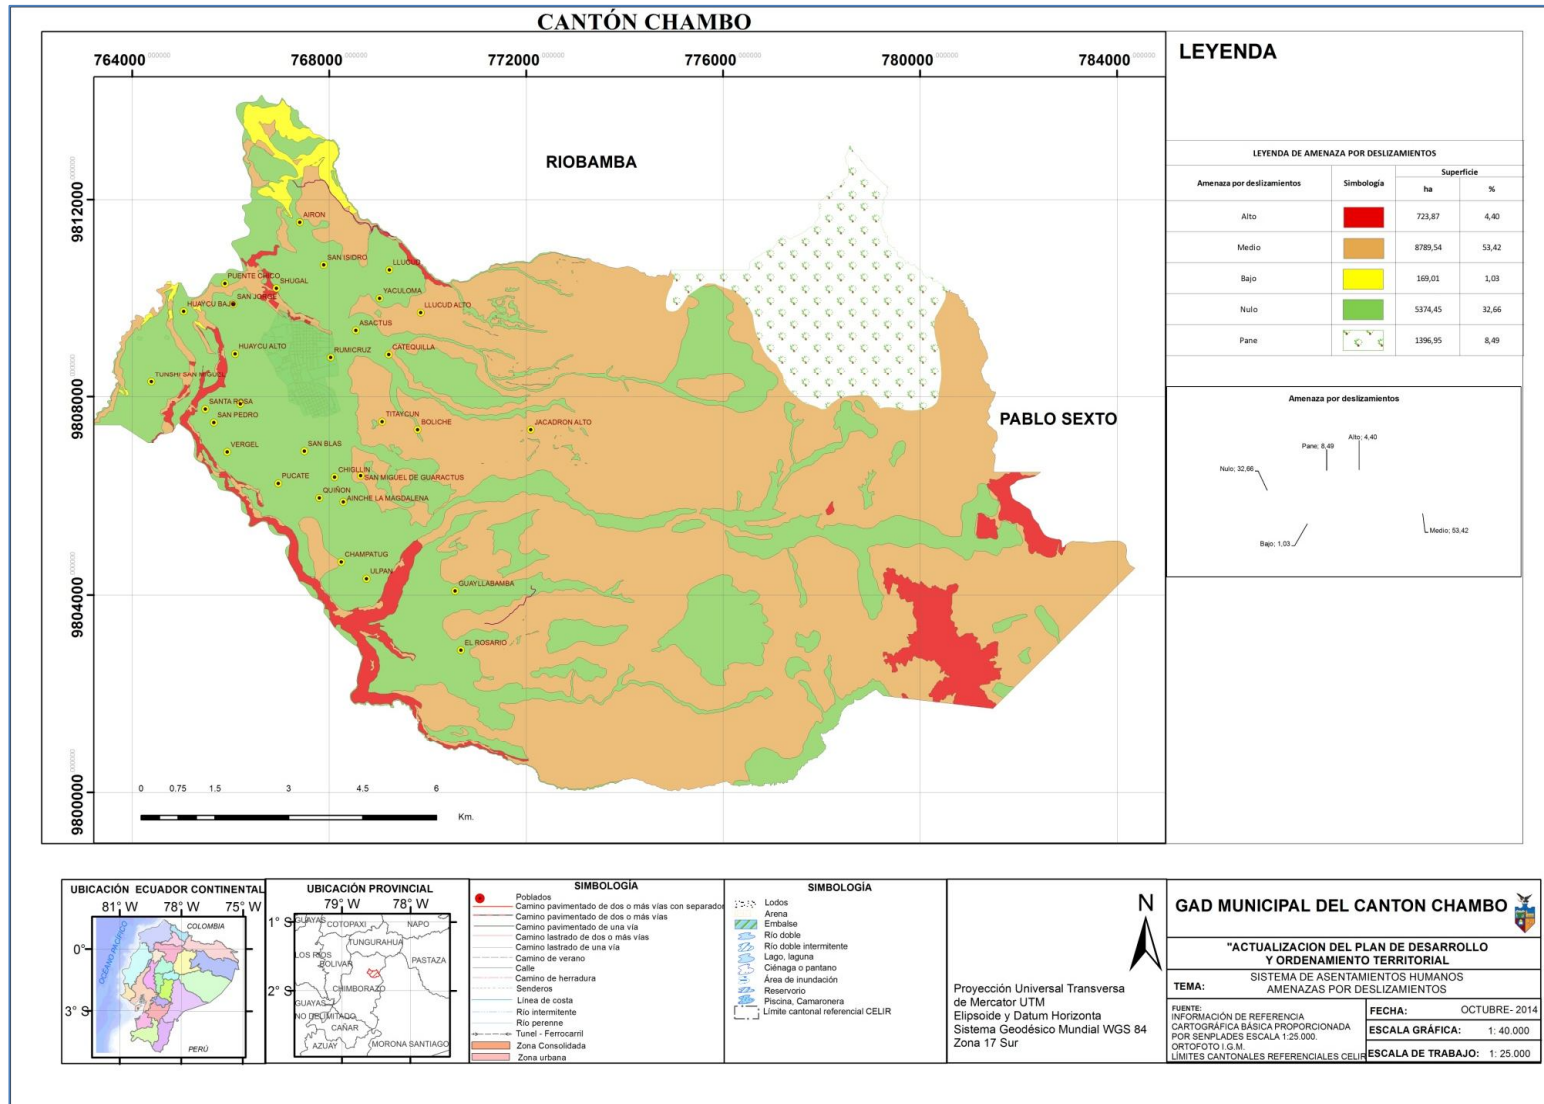 CANTÓN CHAMBO
764000
768000
772000
776000
780000
784000
9812000
9808000
9804000
9800000
RIOBAMBA
PABLO SEXTO
AIRON
SAN ISIDRO
LLUCUD
PUENTE CHICO
SHUGAL
YACULOMA
SAN JORGE
HUAYCU BAJO
LLUCUD ALTO
ASACTUS
HUAYCU ALTO
RUMICRUZ
CATEQUILLA
TUNSHI SAN MIGUEL
SANTA ROSA
SAN PEDRO
TITAYCUN
BOLICHE
JACADRON ALTO
VERGEL
SAN BLAS
PUCATE
CHIGLLIN
SAN MIGUEL DE GUARACTUS
QUIÑON
AINCHE LA MAGDALENA
CHAMPATUG
ULPAN
GUAYLLABAMBA
EL ROSARIO
0 0.75 1.5 3 4.5 6
Km.
LEYENDA
LEYENDA DE AMENAZA POR DESLIZAMIENTOS
Amenaza por deslizamientos Simbología Superficie
ha %
Alto 723,87 4,40
Medio 8789,54 53,42
Bajo 169,01 1,03
Nulo 5374,45 32,66
Pane 1396,95 8,49
Amenaza por deslizamientos
Alto; 4,40
Pane; 8,49
Nulo; 32,66
Medio; 53,42
Bajo; 1,03
UBICACIÓN ECUADOR CONTINENTAL
81° W 78° W 75° W
0°
3° S
OCÉANO PACÍFICO
COLOMBIA
PERÚ
UBICACIÓN PROVINCIAL
79° W 78° W
1° S
2° S
GUAYAS
COTOPAXI
NAPO
TUNGURAHUA
LOS RIOS
BOLIVAR
PASTAZA
CHIMBORAZO
GUAYAS
NO DELIMITADO
CAÑAR
AZUAY
MORONA SANTIAGO
SIMBOLOGÍA
Poblados
Camino pavimentado de dos o más vías con separador
Camino pavimentado de dos o más vías
Camino pavimentado de una vía
Camino lastrado de dos o más vías
Camino lastrado de una vía
Camino de verano
Calle
Camino de herradura
Senderos
Línea de costa
Río intermitente
Río perenne
Tunel - Ferrocarril
Zona Consolidada
Zona urbana
SIMBOLOGÍA
Lodos
Arena
Embalse
Río doble
Río doble intermitente
Lago, laguna
Ciénaga o pantano
Área de inundación
Reservorio
Piscina, Camaronera
Límite cantonal referencial CELIR
Proyección Universal Transversa
de Mercator UTM
Elipsoide y Datum Horizonta
Sistema Geodésico Mundial WGS 84
Zona 17 Sur
N
GAD MUNICIPAL DEL CANTON CHAMBO
"ACTUALIZACION DEL PLAN DE DESARROLLO
Y ORDENAMIENTO TERRITORIAL
TEMA: SISTEMA DE ASENTAMIENTOS HUMANOS
AMENAZAS POR DESLIZAMIENTOS
FUENTE:
INFORMACIÓN DE REFERENCIA
CARTOGRÁFICA BÁSICA PROPORCIONADA
POR SENPLADES ESCALA 1:25.000.
ORTOFOTO I.G.M.
LÍMITES CANTONALES REFERENCIALES CELIR
FECHA: OCTUBRE- 2014
ESCALA GRÁFICA: 1: 40.000
ESCALA DE TRABAJO: 1: 25.000